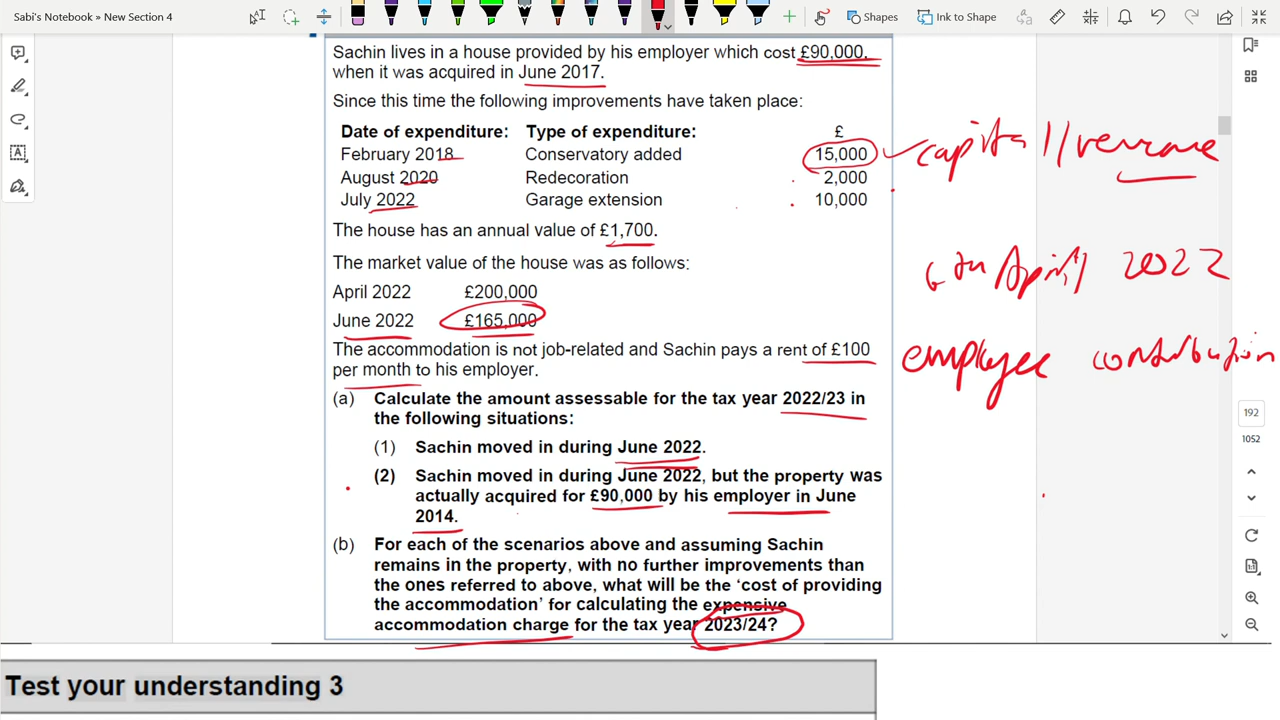 Sabi's Notebook » New Section 4
Shapes
Ink to Shape
Sachin lives in a house provided by his employer which cost £90,000,
when it was acquired in June 2017.
Since this time the following improvements have taken place:
Date of expenditure: Type of expenditure: £
February 2018 Conservatory added 15,000
August 2020 Redecoration 2,000
July 2022 Garage extension 10,000
capital/revenue
The house has an annual value of £1,700.
The market value of the house was as follows:
6th April 2022
April 2022 £200,000
June 2022 £165,000
The accommodation is not job-related and Sachin pays a rent of £100
per month to his employer.
employee contribution
(a) Calculate the amount assessable for the tax year 2022/23 in
the following situations:
(1) Sachin moved in during June 2022.
(2) Sachin moved in during June 2022, but the property was
actually acquired for £90,000 by his employer in June
2014.
(b) For each of the scenarios above and assuming Sachin
remains in the property, with no further improvements than
the ones referred to above, what will be the 'cost of providing
the accommodation' for calculating the expensive
accommodation charge for the tax year 2023/24?
192
1052
Test your understanding 3